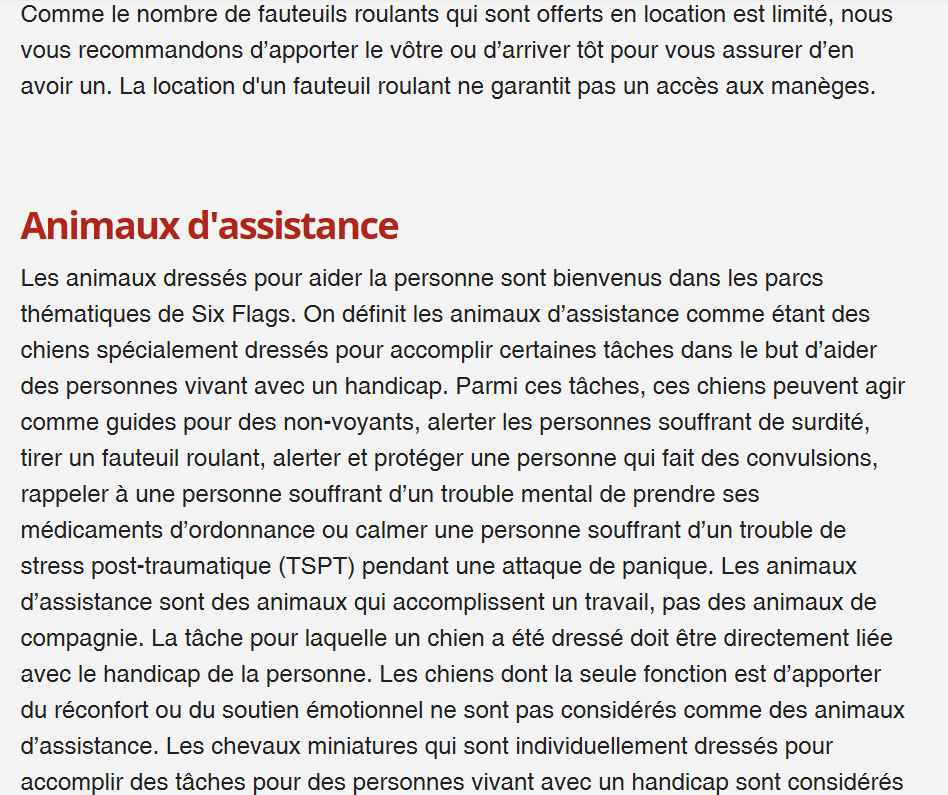 Comme le nombre de fauteuils roulants qui sont offerts en location est limité, nous
vous recommandons d’apporter le vôtre ou d’arriver tôt pour vous assurer d’en
avoir un. La location d'un fauteuil roulant ne garantit pas un accès aux manèges.
Animaux d'assistance
Les animaux dressés pour aider la personne sont bienvenus dans les parcs
thématiques de Six Flags. On définit les animaux d’assistance comme étant des
chiens spécialement dressés pour accomplir certaines tâches dans le but d’aider
des personnes vivant avec un handicap. Parmi ces tâches, ces chiens peuvent agir
comme guides pour des non-voyants, alerter les personnes souffrant de surdité,
tirer un fauteuil roulant, alerter et protéger une personne qui fait des convulsions,
rappeler à une personne souffrant d’un trouble mental de prendre ses
médicaments d’ordonnance ou calmer une personne souffrant d’un trouble de
stress post-traumatique (TSPT) pendant une attaque de panique. Les animaux
d’assistance sont des animaux qui accomplissent un travail, pas des animaux de
compagnie. La tâche pour laquelle un chien a été dressé doit être directement liée
avec le handicap de la personne. Les chiens dont la seule fonction est d’apporter
du réconfort ou du soutien émotionnel ne sont pas considérés comme des animaux
d’assistance. Les chevaux miniatures qui sont individuellement dressés pour
accomplir des tâches pour des personnes vivant avec un handicap sont considérés